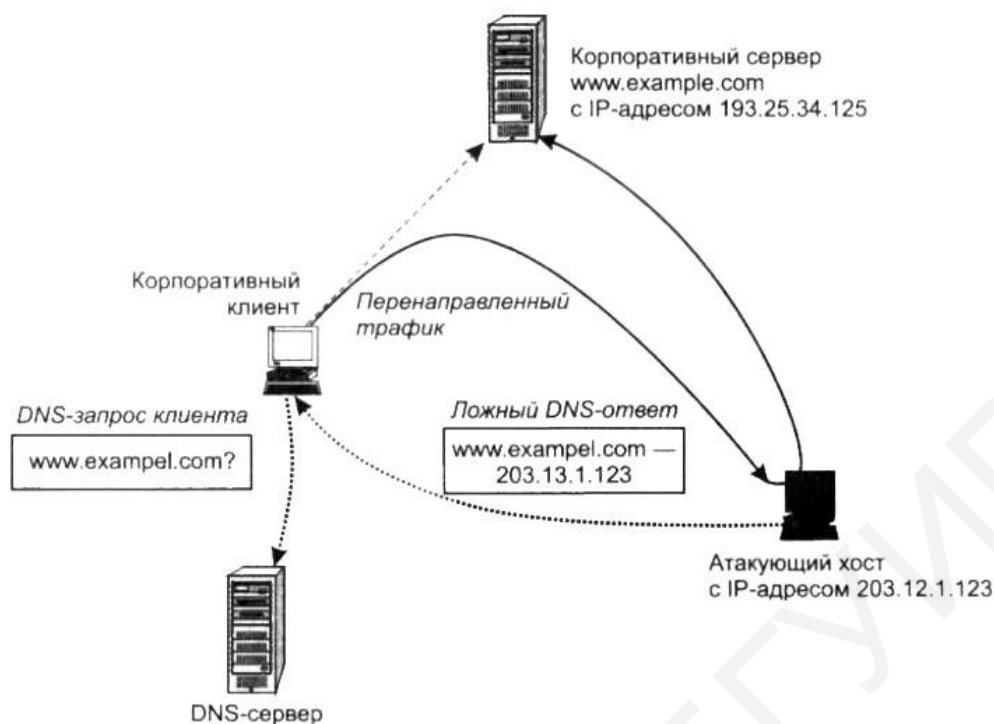 Корпоративный сервер
www.example.com
с IP-адресом 193.25.34.125
Корпоративный
клиент
Перенаправленный
трафик
DNS-запрос клиента
www.exampel.com?
Ложный DNS-ответ
www.exampel.com —
203.13.1.123
Атакующий хост
с IP-адресом 203.12.1.123
DNS-сервер